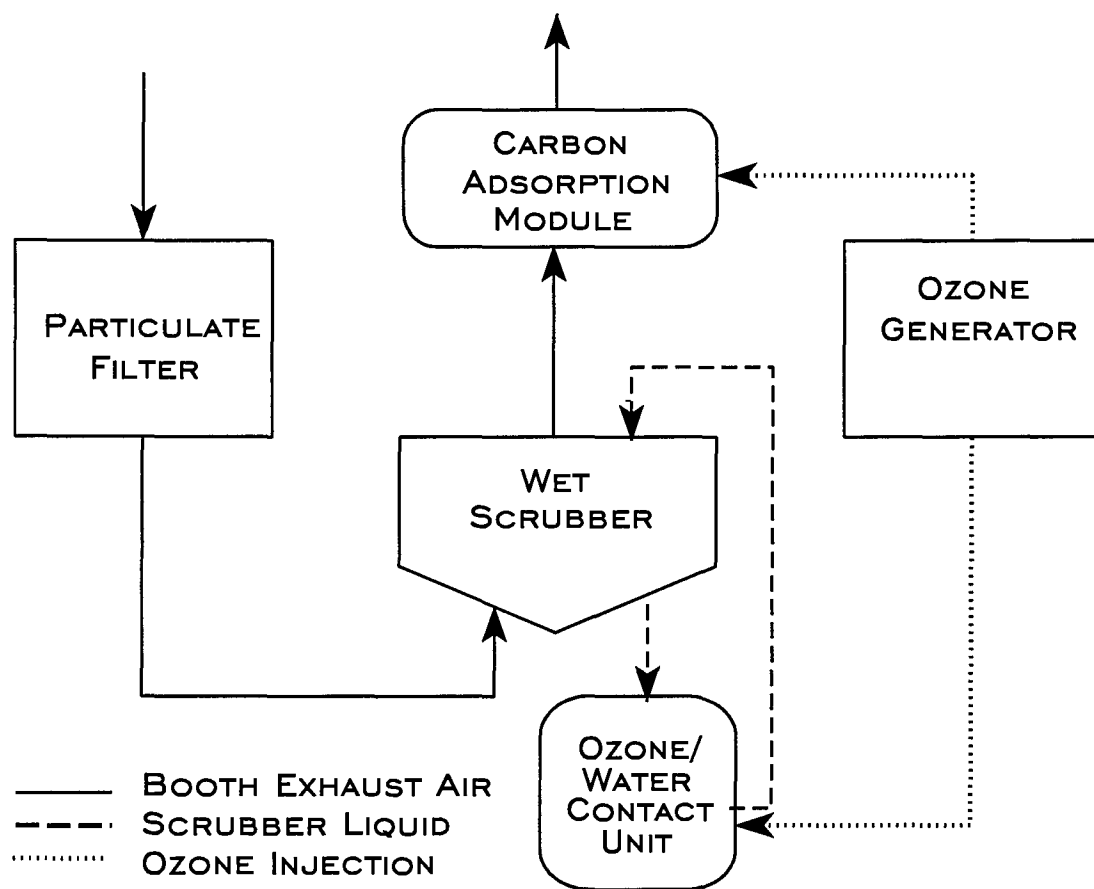 CARBON
ADSORPTION
MODULE
PARTICULATE
FILTER
OZONE
GENERATOR
WET
SCRUBBER
OZONE/
WATER
CONTACT
UNIT
BOOTH EXHAUST AIR
SCRUBBER LIQUID
OZONE INJECTION